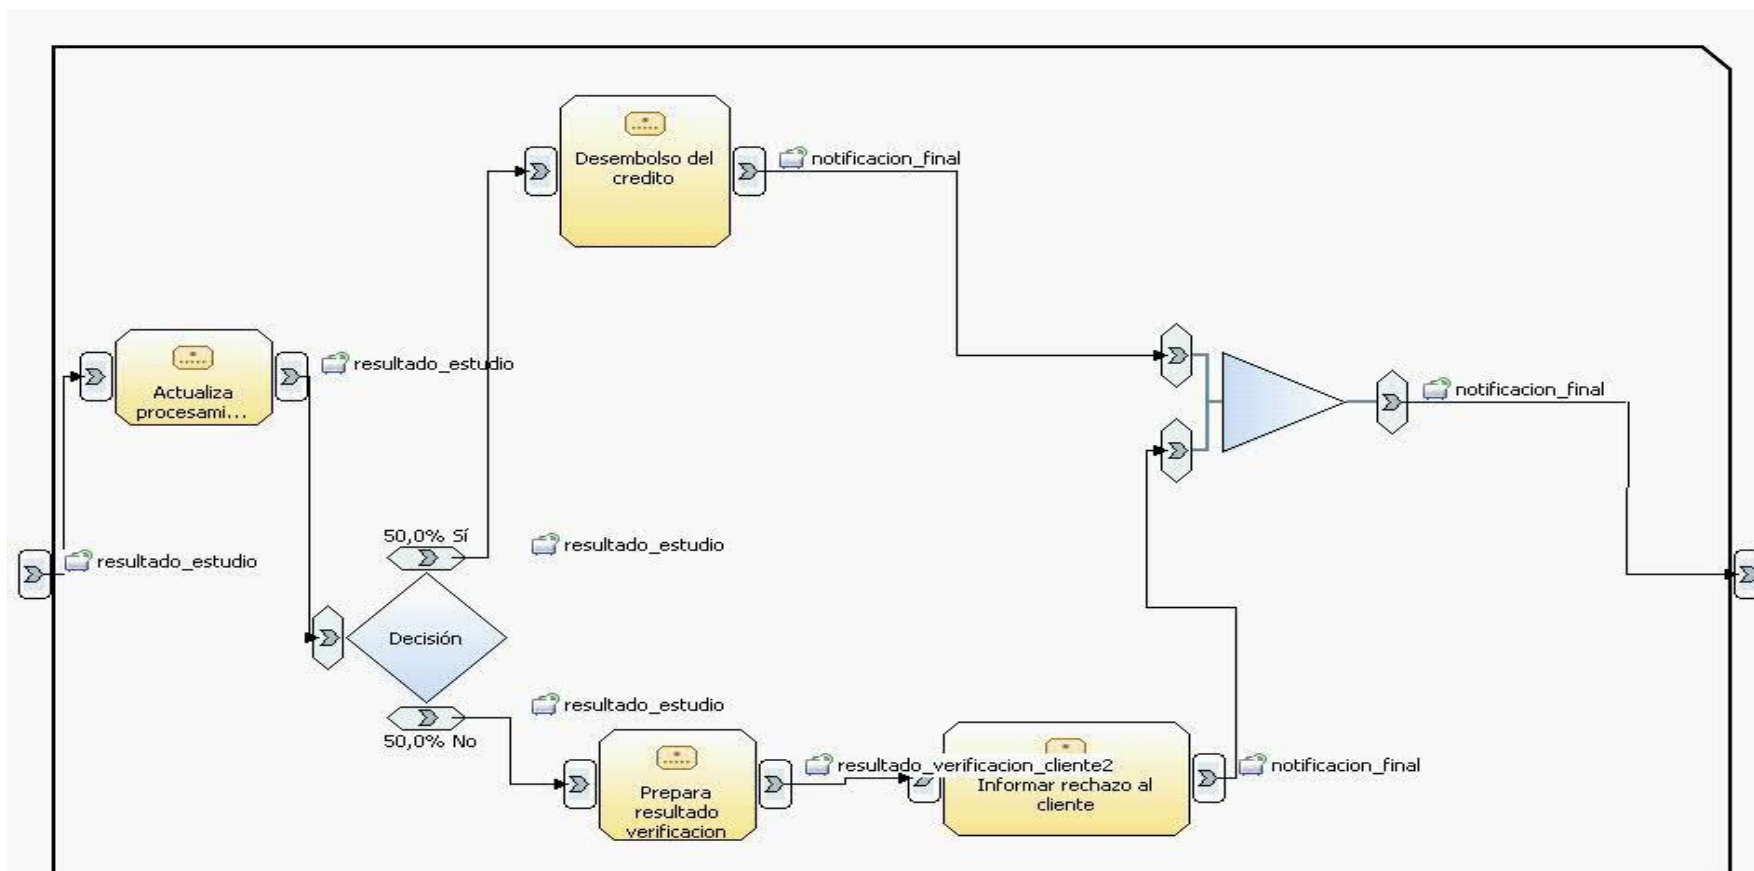 Desembolso del
credito
notificacion_final
Actualiza
procesami...
resultado_estudio
notificacion_final
resultado_estudio
50,0% Sí
resultado_estudio
Decisión
50,0% No
resultado_estudio
Prepara
resultado
verificacion
resultado_verificacion_cliente2
Informar rechazo al
cliente
notificacion_final